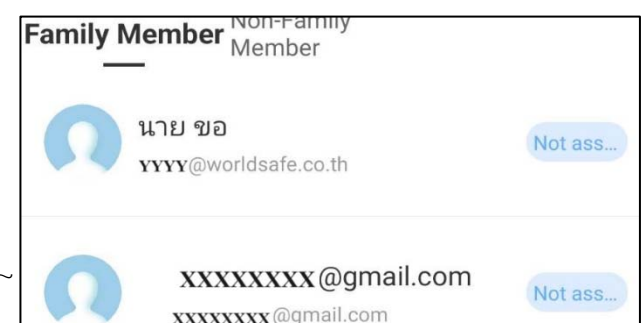 Family Member
Non-Family
Member
นาย ขอ
YYYY@worldsafe.co.th
Not ass...
XXXXXXXX@gmail.com
xxxxxxxx@gmail.com
Not ass...
~